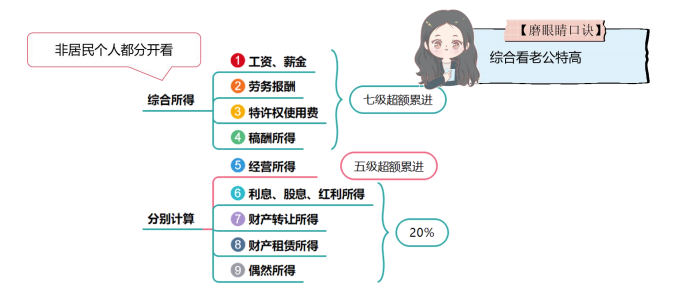 非居民个人都分开看
【磨眼睛口诀】
综合看老公特高
综合所得
1 工资、薪金
2 劳务报酬
3 特许权使用费
4 稿酬所得
七级超额累进
5 经营所得
五级超额累进
分别计算
6 利息、股息、红利所得
7 财产转让所得
8 财产租赁所得
9 偶然所得
20%